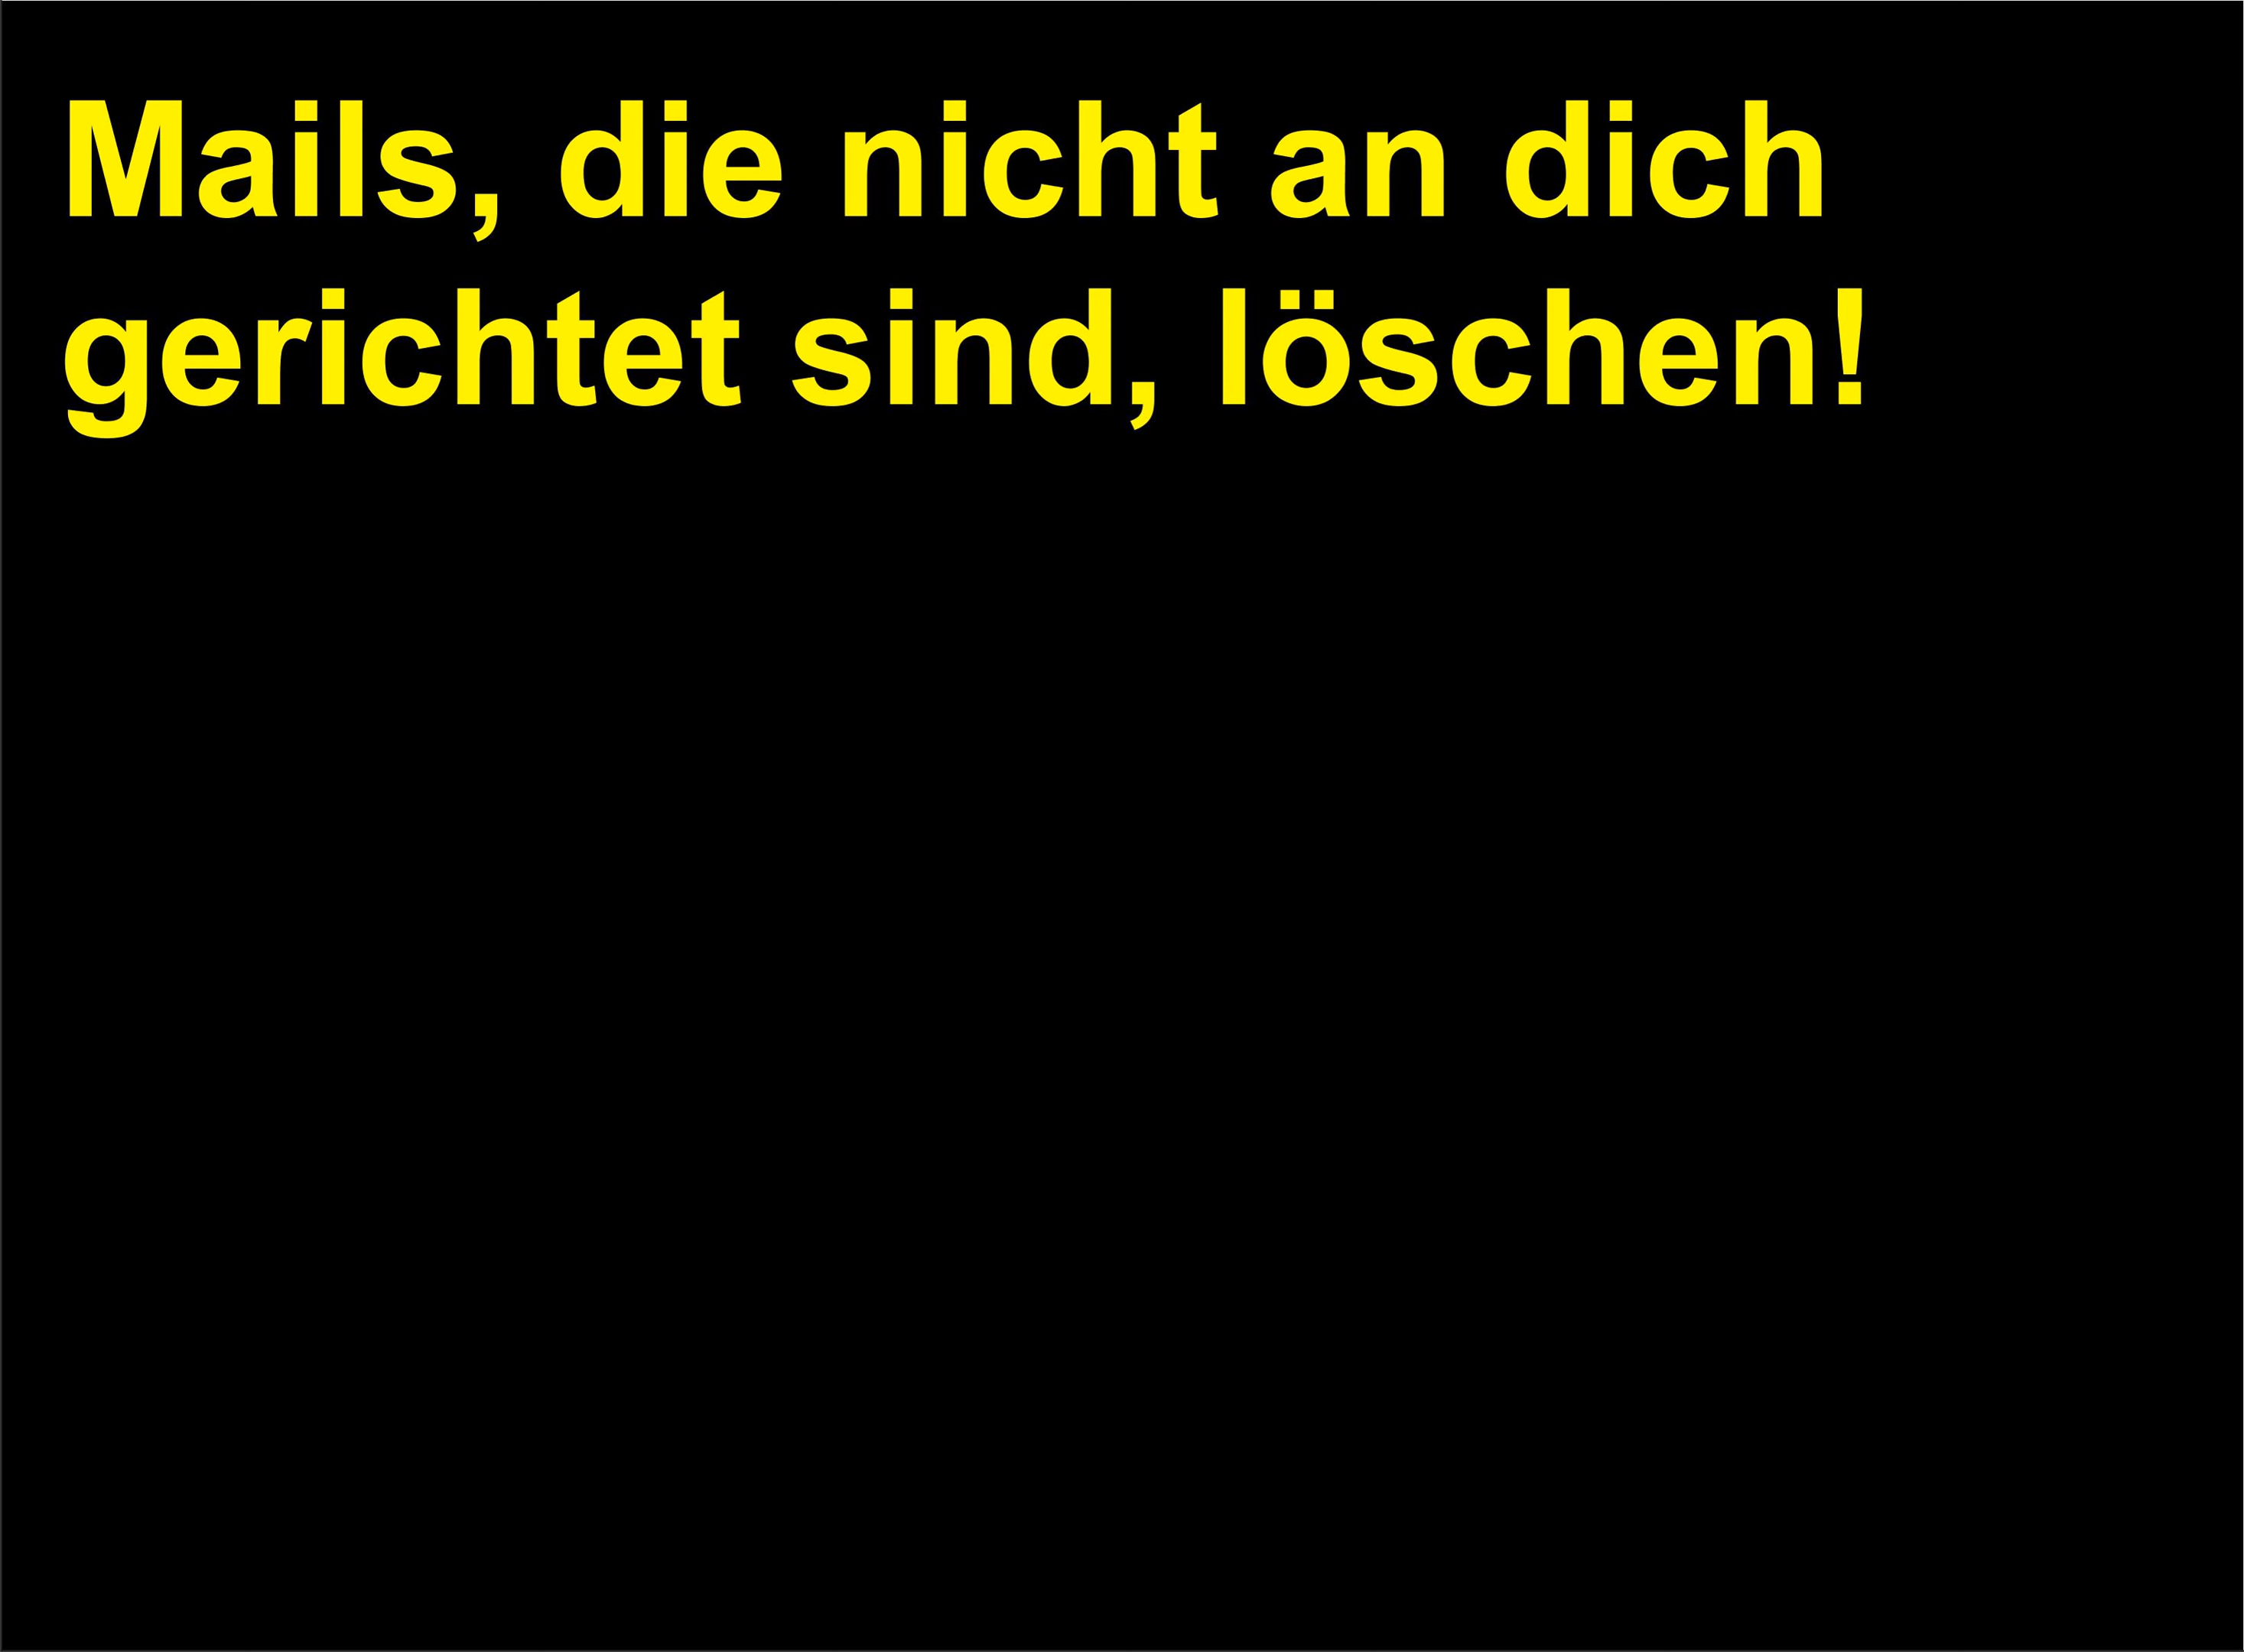 Mails, die nicht an dich
gerichtet sind, löschen!